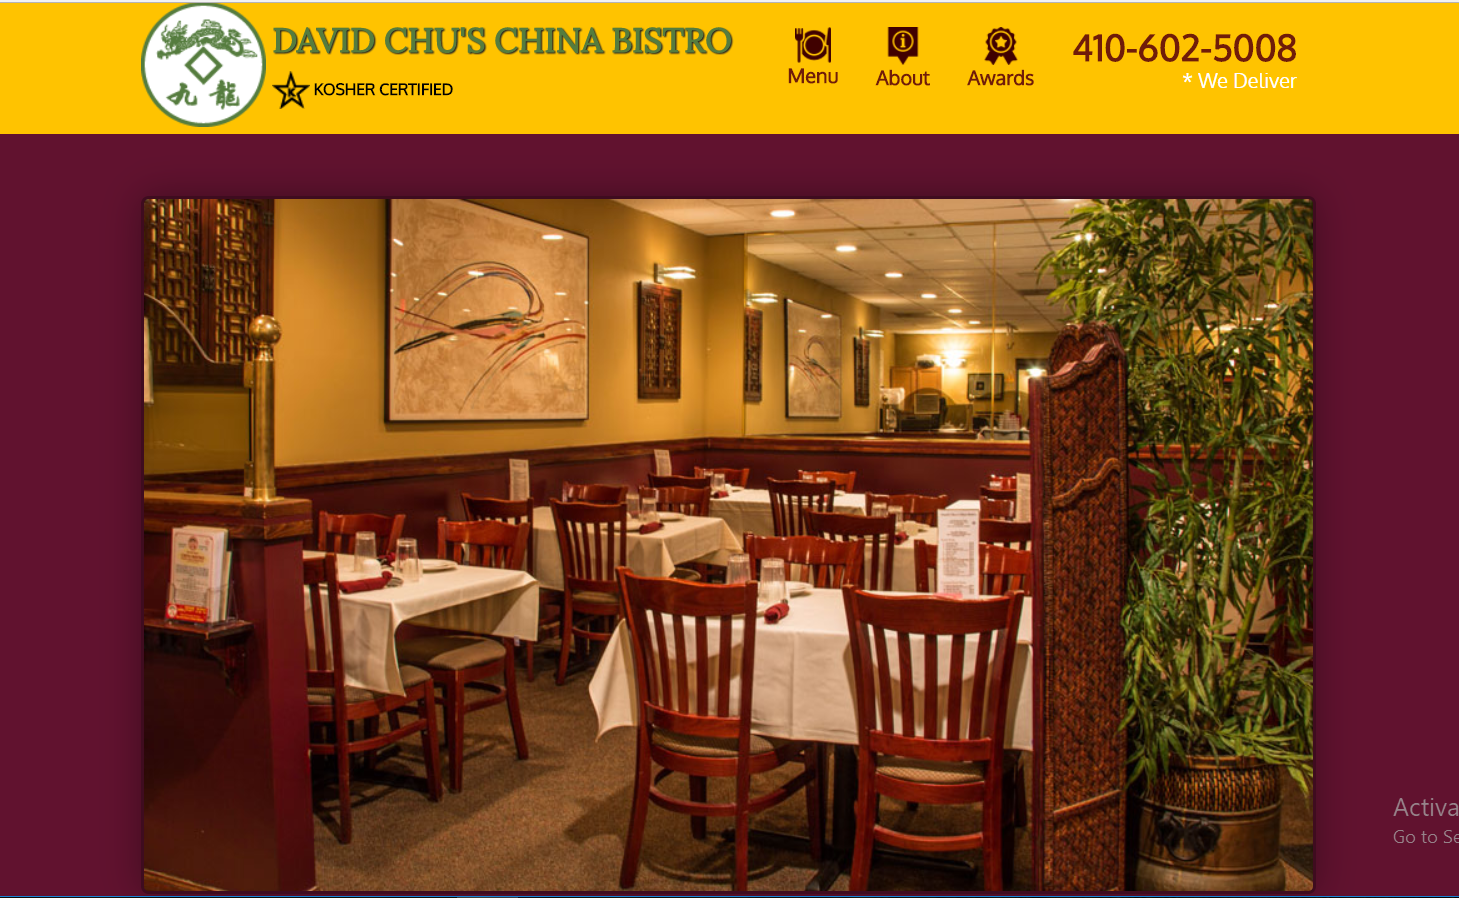 DAVID CHU'S CHINA BISTRO
九龍
K KOSHER CERTIFIED
Menu
About
Awards
410-602-5008
* We Deliver
Activa
Go to Se